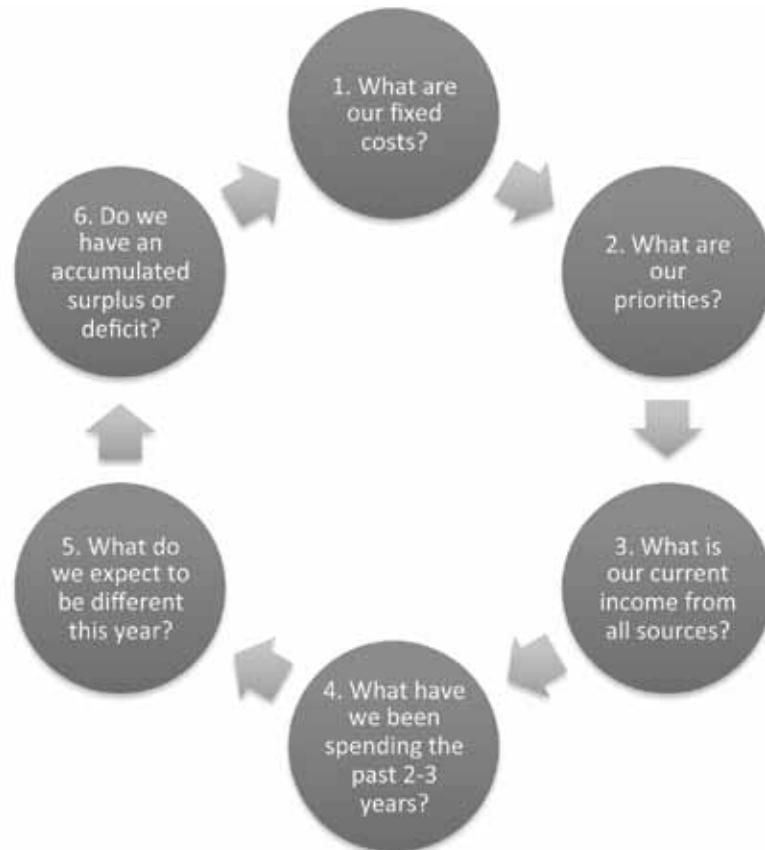 1. What are
our fixed
costs?
2. What are
our
priorities?
3. What is
our current
income from
all sources?
4. What have
we been
spending the
past 2-3
years?
5. What do
we expect to
be different
this year?
6. Do we
have an
accumulated
surplus or
deficit?